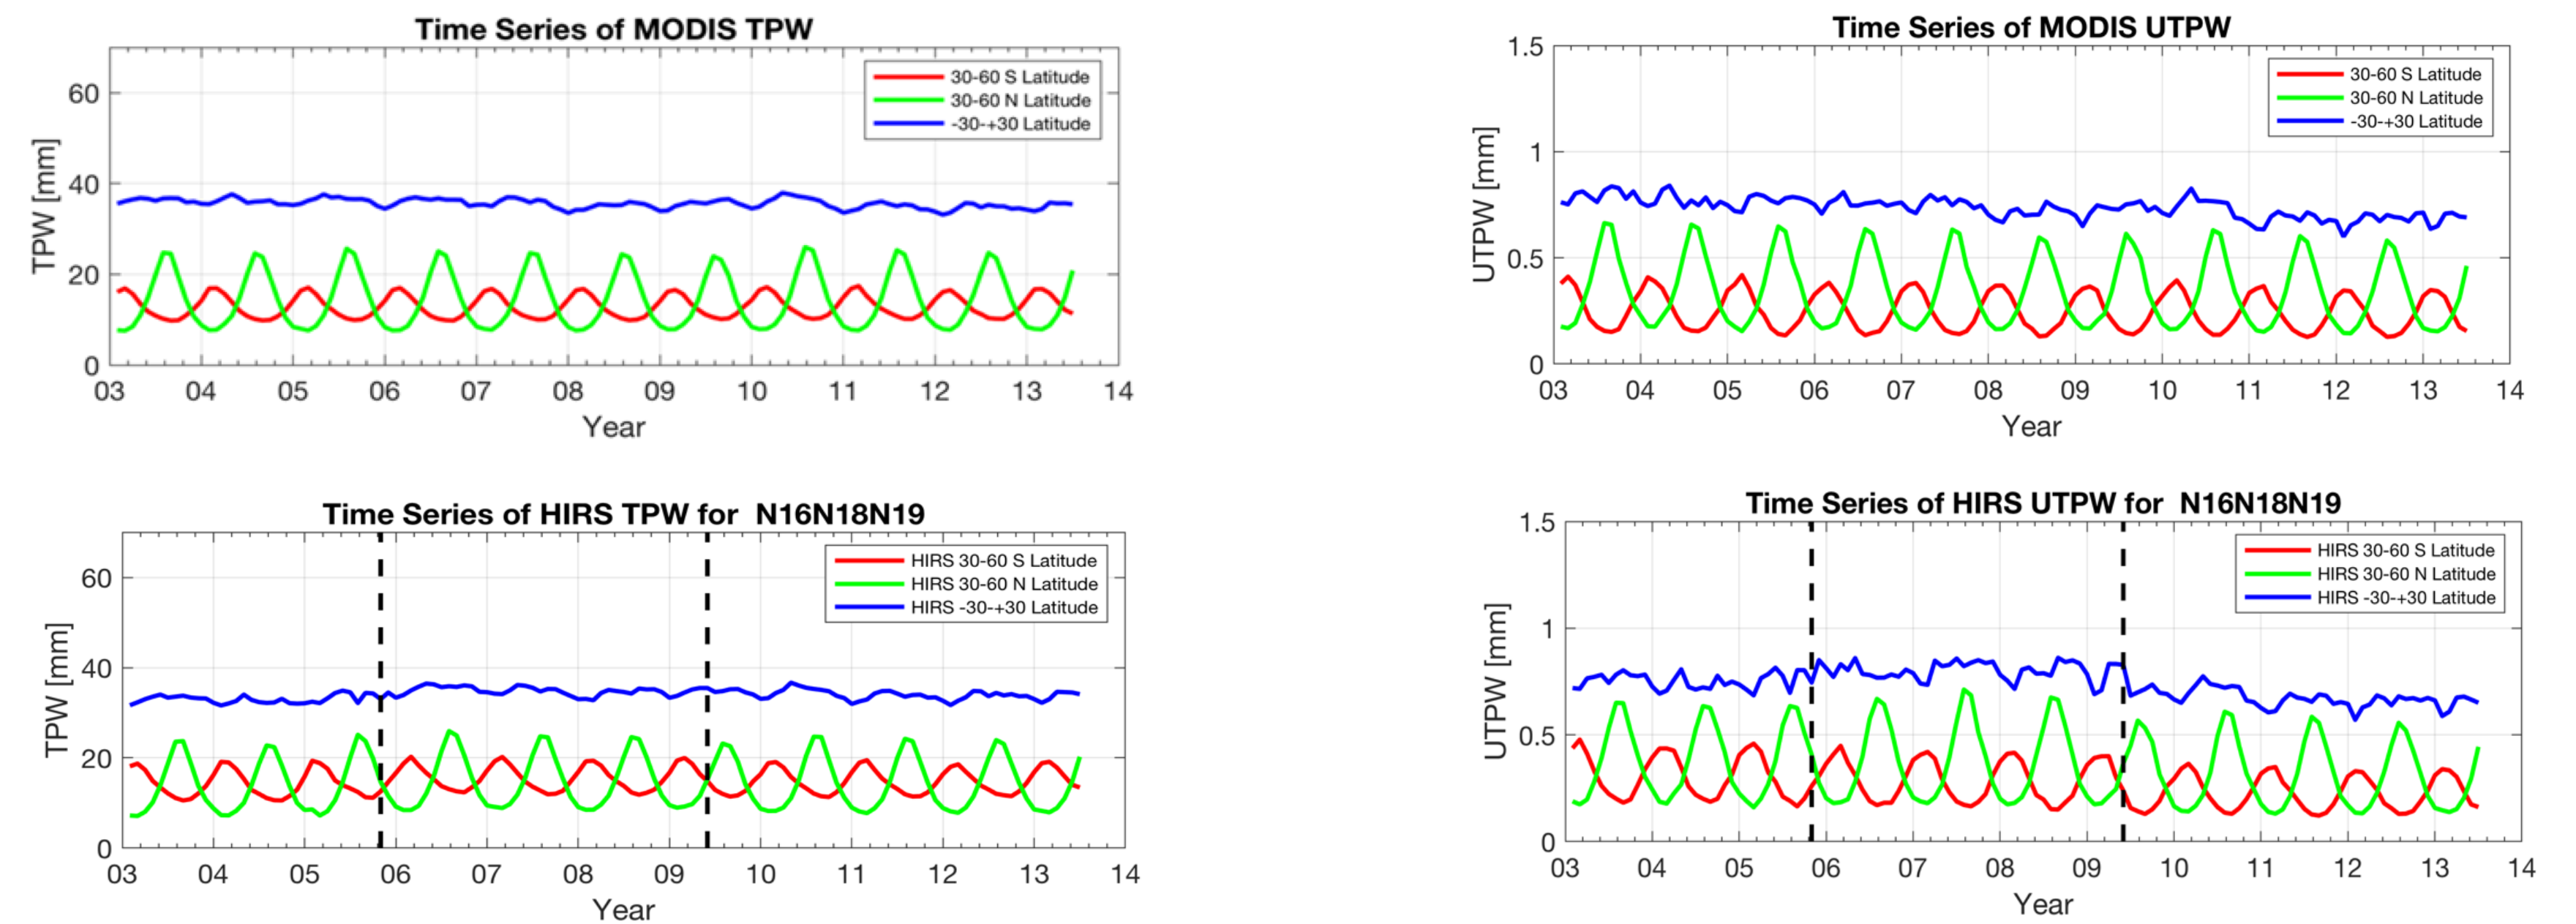 Time Series of MODIS TPW
60
40
20
0
TPW [mm]
30-60 S Latitude
30-60 N Latitude
-30-+30 Latitude
03 04 05 06 07 08 09 10 11 12 13 14
Year
Time Series of MODIS UTPW
1.5
1
0.5
0
UTPW [mm]
30-60 S Latitude
30-60 N Latitude
-30-+30 Latitude
03 04 05 06 07 08 09 10 11 12 13 14
Year
Time Series of HIRS TPW for N16N18N19
60
40
20
0
TPW [mm]
HIRS 30-60 S Latitude
HIRS 30-60 N Latitude
HIRS -30-+30 Latitude
03 04 05 06 07 08 09 10 11 12 13 14
Year
Time Series of HIRS UTPW for N16N18N19
1.5
1
0.5
0
UTPW [mm]
HIRS 30-60 S Latitude
HIRS 30-60 N Latitude
HIRS -30-+30 Latitude
03 04 05 06 07 08 09 10 11 12 13 14
Year